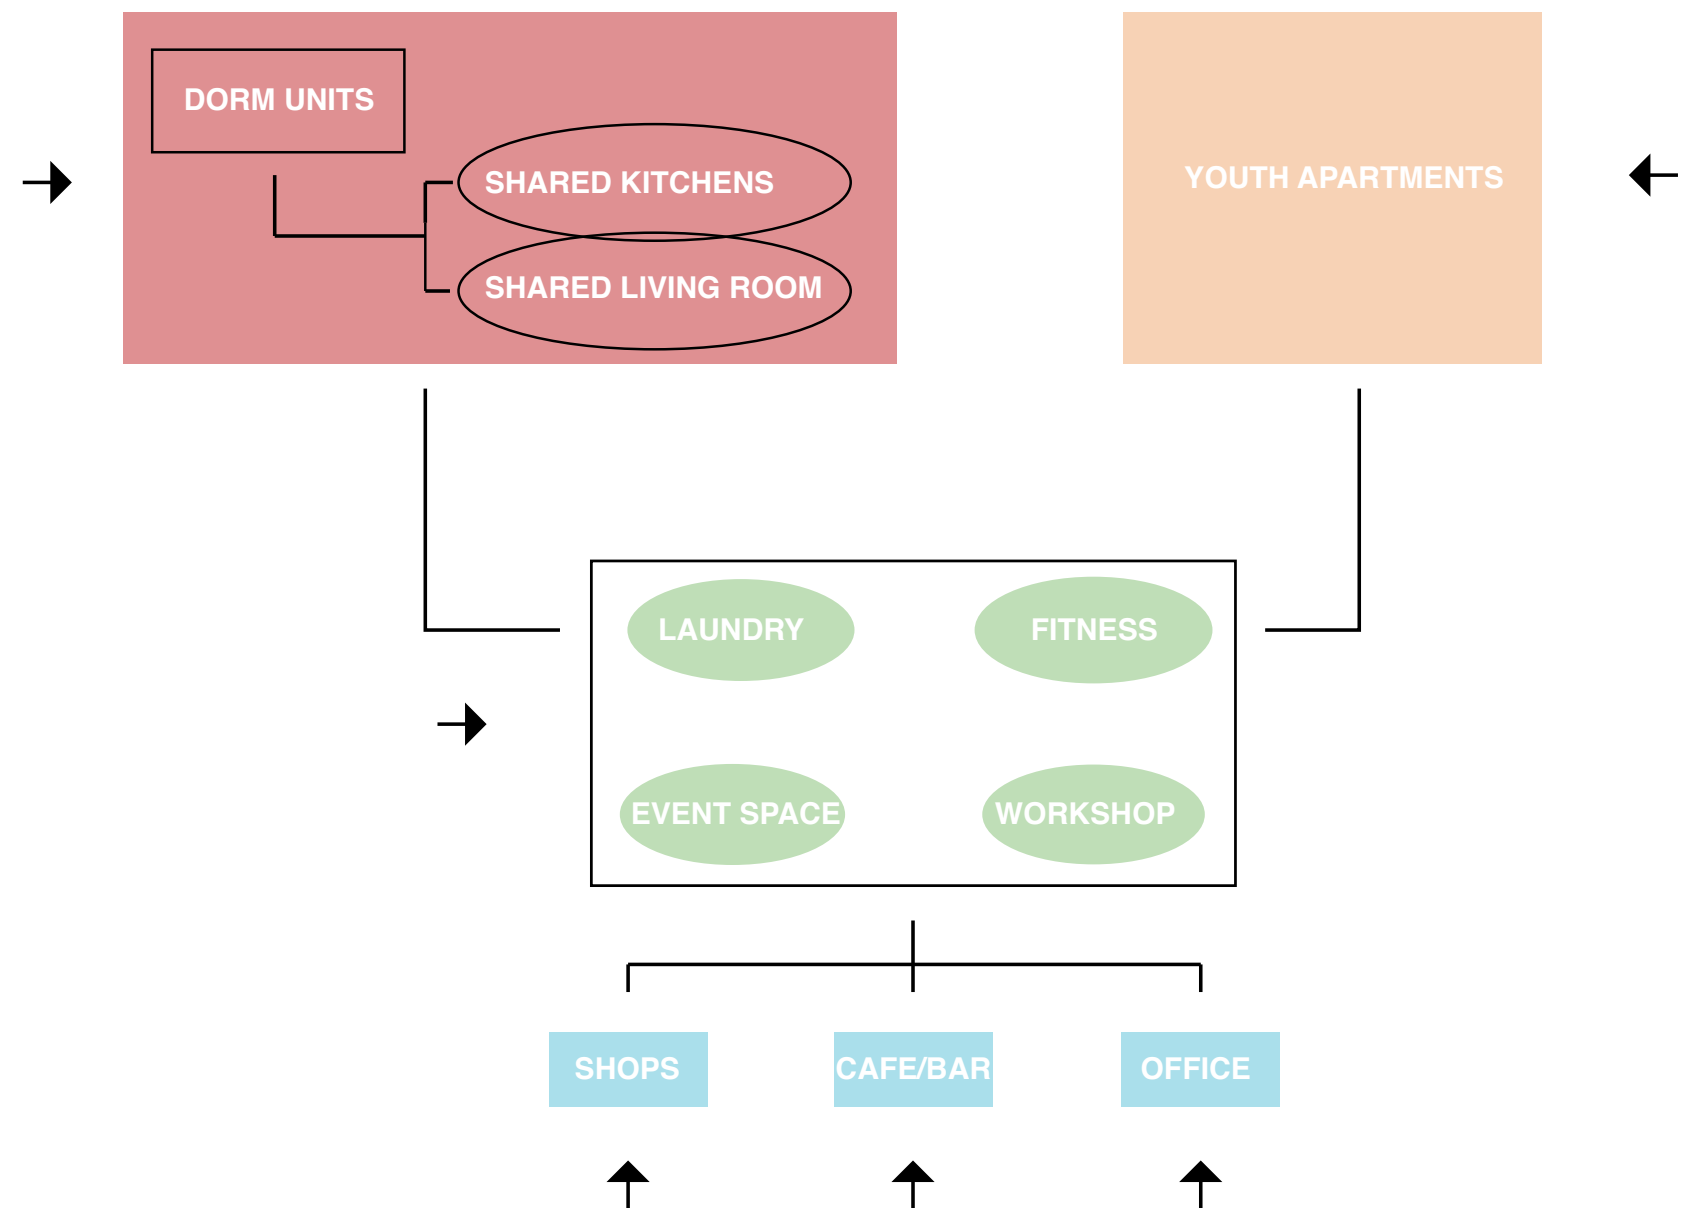 DORM UNITS
SHARED KITCHENS
SHARED LIVING ROOM
YOUTH APARTMENTS
LAUNDRY
FITNESS
EVENT SPACE
WORKSHOP
SHOPS
CAFE/BAR
OFFICE